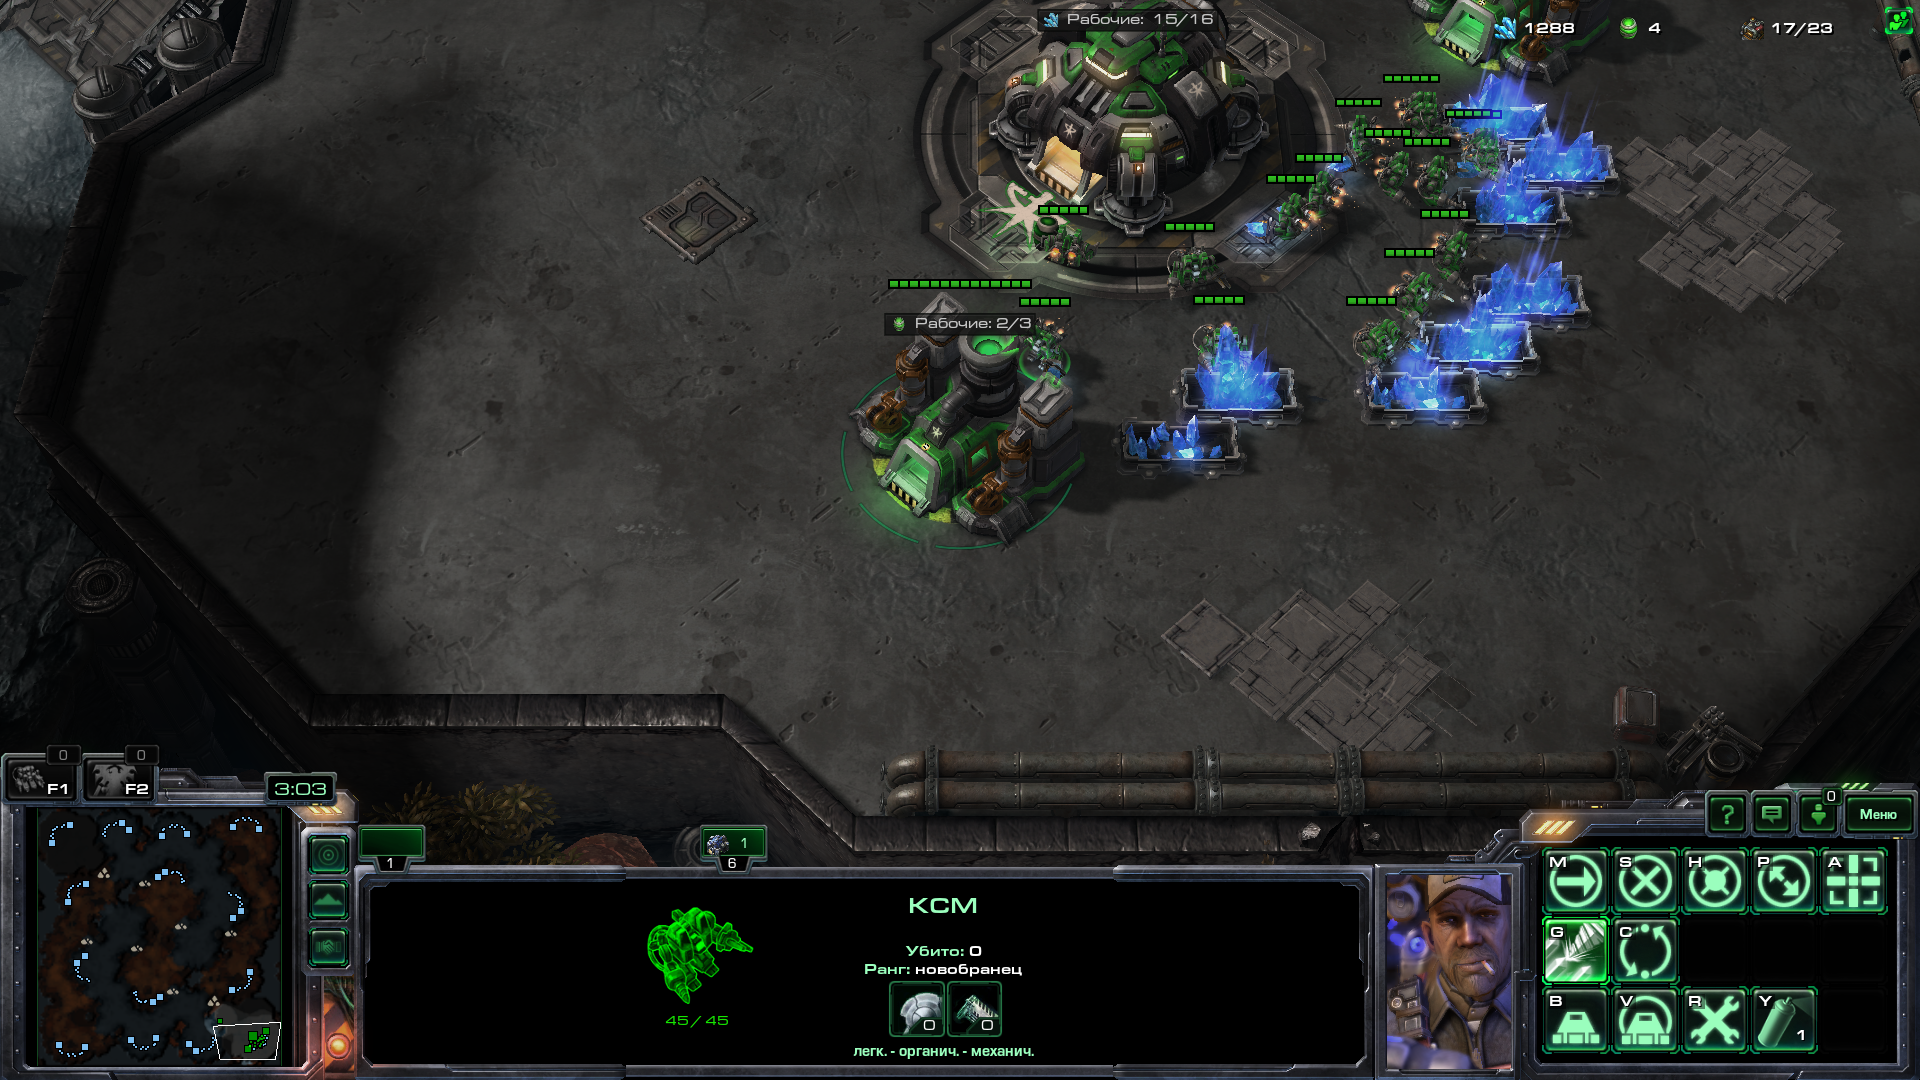 Рабочие: 15/16
1288
4
17/23
Рабочие: 2/3
0
0
F1
F2
3:03
1
1
6
КСМ
Убито: 0
Ранг: новобранец
0
0
45/45
легк. - органич. - механич.
?
0
Меню
M
S
H
P
A
G
C
B
V
R
Y
1